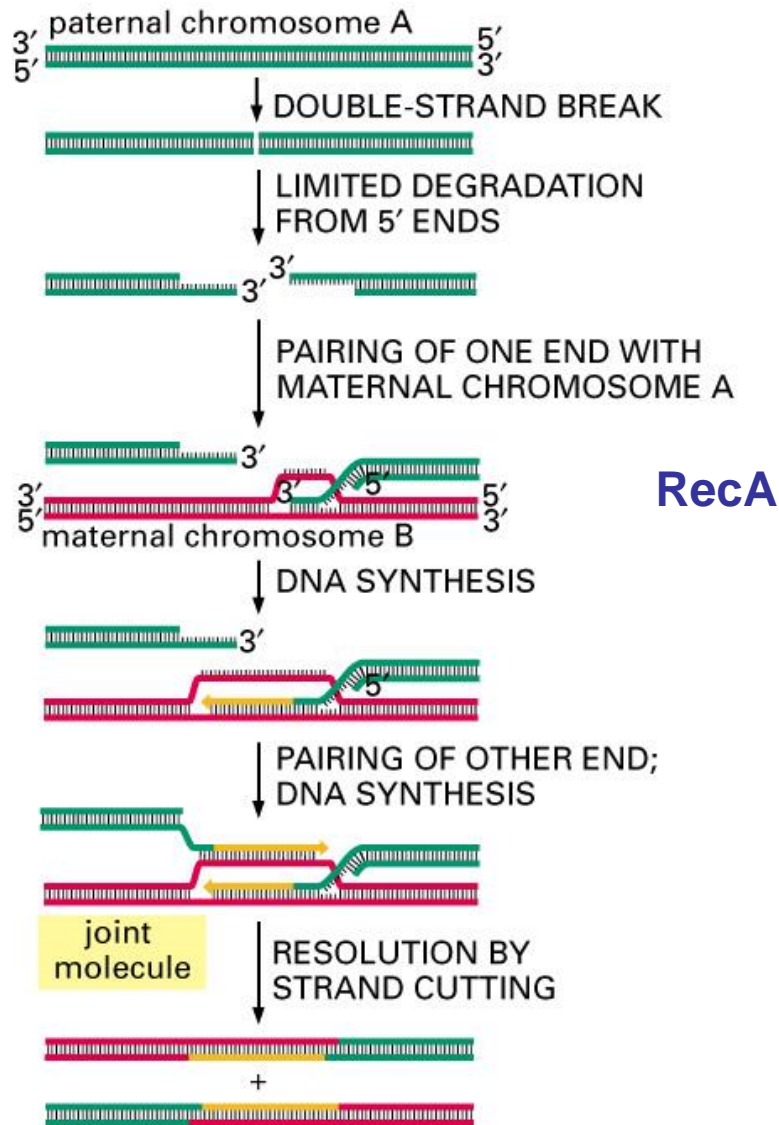 paternal chromosome A
3′ 5′
5′ 3′
DOUBLE-STRAND BREAK
LIMITED DEGRADATION
FROM 5′ ENDS
3′
3′
PAIRING OF ONE END WITH
MATERNAL CHROMOSOME A
3′
3′ 3′ 5′ 5′
RecA
5′ 3′
maternal chromosome B
DNA SYNTHESIS
3′
5′
PAIRING OF OTHER END;
DNA SYNTHESIS
joint
molecule
RESOLUTION BY
STRAND CUTTING
+